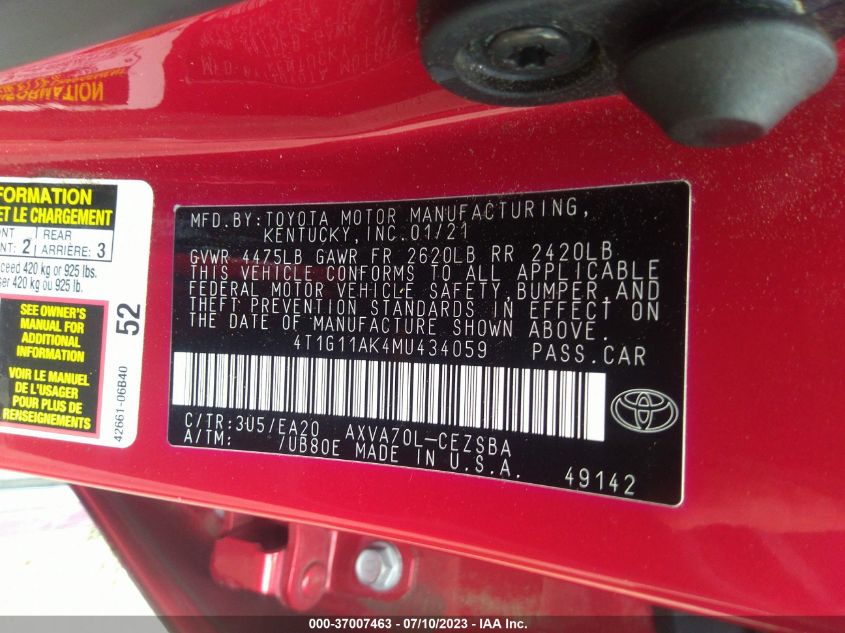 FORMATION
ET LE CHARGEMENT
REAR
2
ARRIÈRE: 3
420 kg or 925 lbs.
420 kg ou 925 lb.
SEE OWNER'S
MANUAL FOR
ADDITIONAL
INFORMATION
VOIR LE MANUEL
DE L'USAGER
POUR PLUS DE
RENSEIGNEMENTS
52
42661-06B40
MFD.BY:TOYOTA MOTOR MANUFACTURING,
KENTUCKY,INC.01/21
GVWR 4475LB GAWR FR 2620LB RR 2420LB
THIS VEHICLE CONFORMS TO ALL APPLICABLE
FEDERAL MOTOR VEHICLE SAFETY,BUMPER,AND
THEFT PREVENTION STANDARDS IN EFFECT ON
THE DATE OF MANUFACTURE SHOWN ABOVE.
4T1G11AK4MU434059 PASS.CAR
C/TR:3U5/EA20 AXVA70L-CEZSBA
A/TM: /UB80E MADE IN U.S.A.
49142
000-37007463 - 07/10/2023 - IAA Inc.